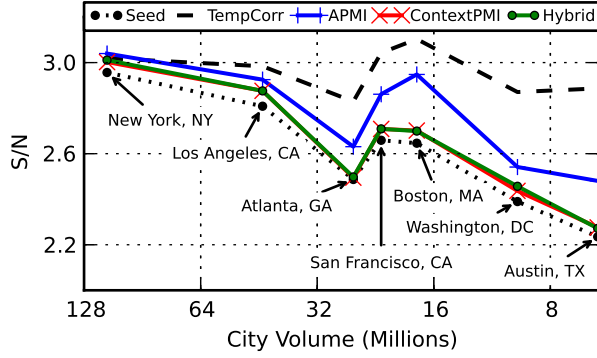 Seed TempCorr APMI ContextPMI Hybrid
3.0
New York, NY
Los Angeles, CA
S/N
2.6
Atlanta, GA
Boston, MA
Washington, DC
2.2
San Francisco, CA
Austin, TX
128 64 32 16 8
City Volume (Millions)